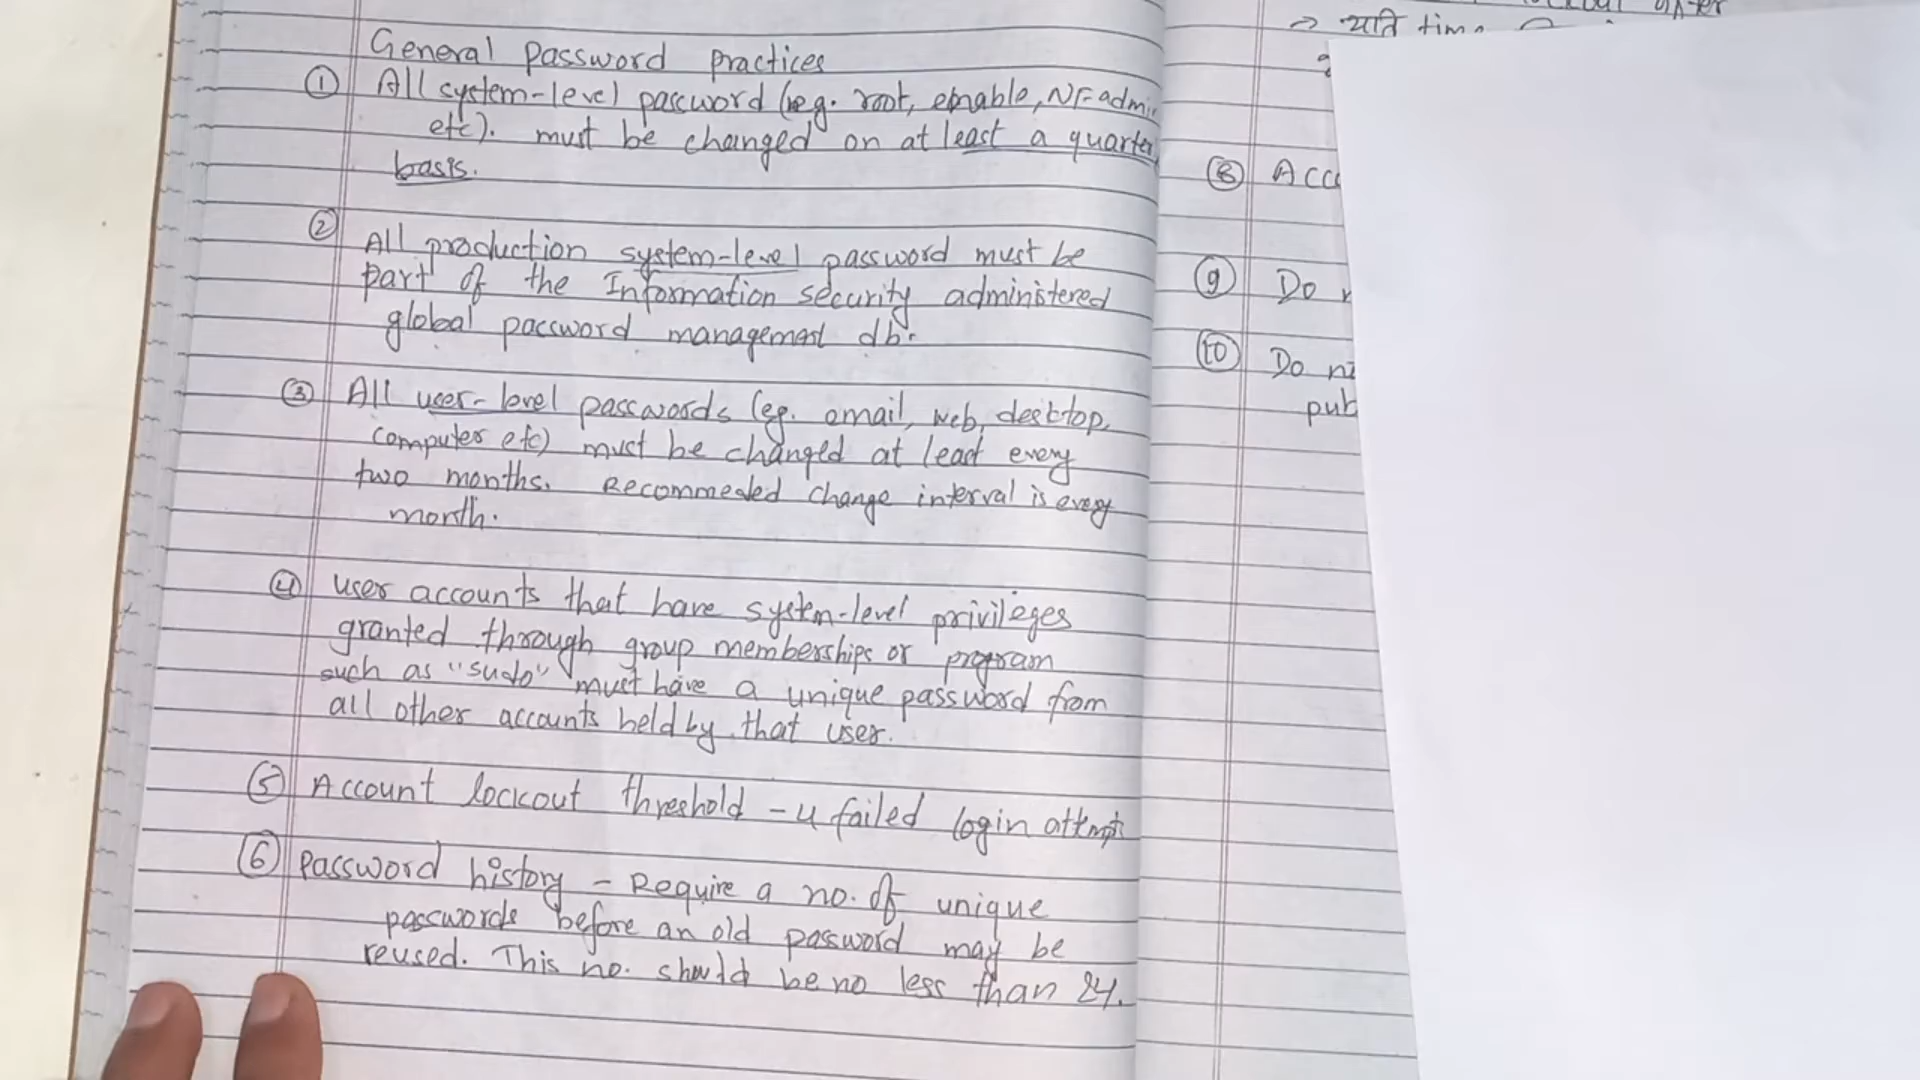 General Password Practices
① All system-level password (eg. root, enable, NF-admin
etc). must be changed on at least a quarter
basis.
② All production system-level password must be
part of the Information security administered
global password management db.
③ All user-level passwords (eg. email, web, desktop,
computer etc) must be changed at least every
two months. Recommeded change interval is every
month.
④ user accounts that have system-level privileges
granted through group memberships or program
such as "sudo" must have a unique password from
all other accounts held by that user.
⑤ Account lockout threshold - 4 failed login attempt
⑥ Password history - Require a no. of unique
passwords before an old password may be
reused. This no. should be no less than 24.
→ यदि time
⑧ Acc
⑨ Do
⑩ Do
pub